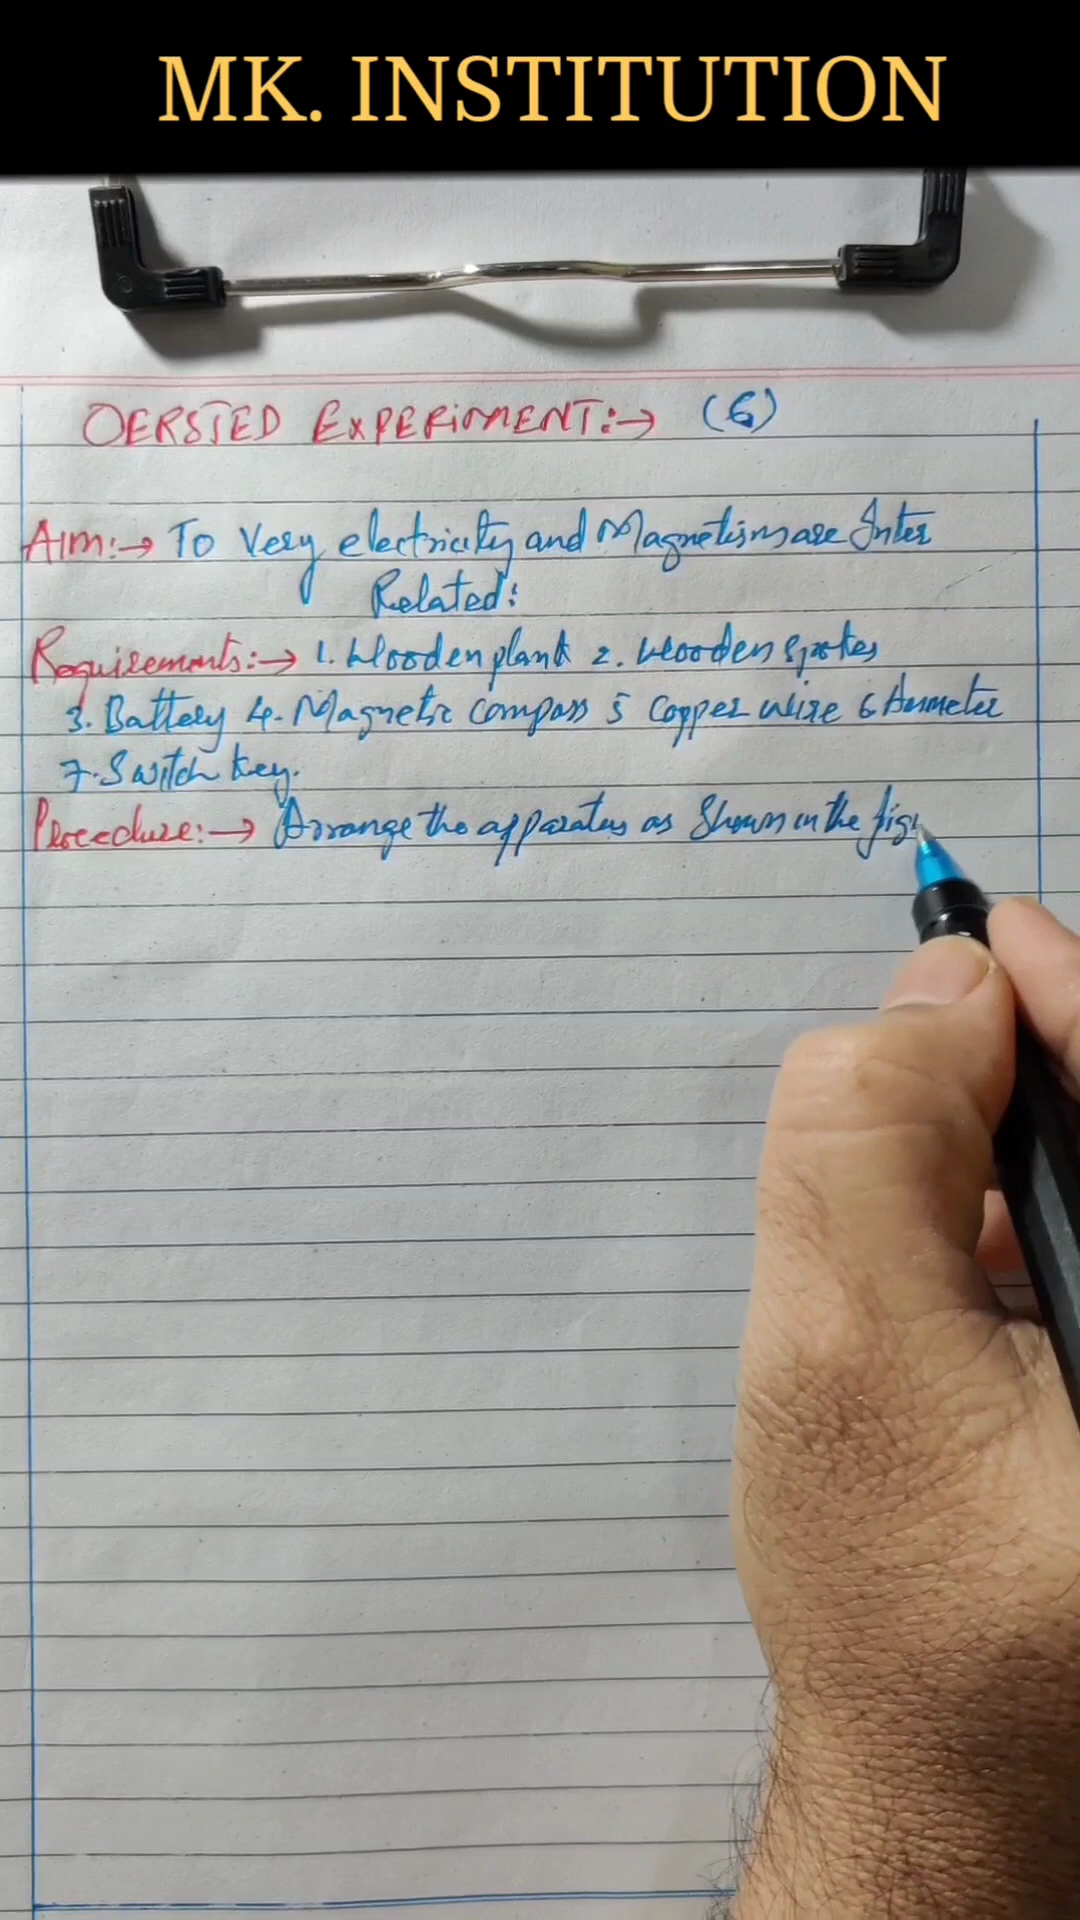 MK. INSTITUTION
OERSTED EXPERiMENT:→ (6)
AIM:→ To Very electricity and Magnetism are Inter
Related:
Requirements:→ 1. Wooden plank 2. Wooden spokes
3. Battery 4. Magnetic compass 5 Copper wire 6 Ammeter
7. Switch key.
Procedure:→ Arrange the apparatus as Shown in the figu